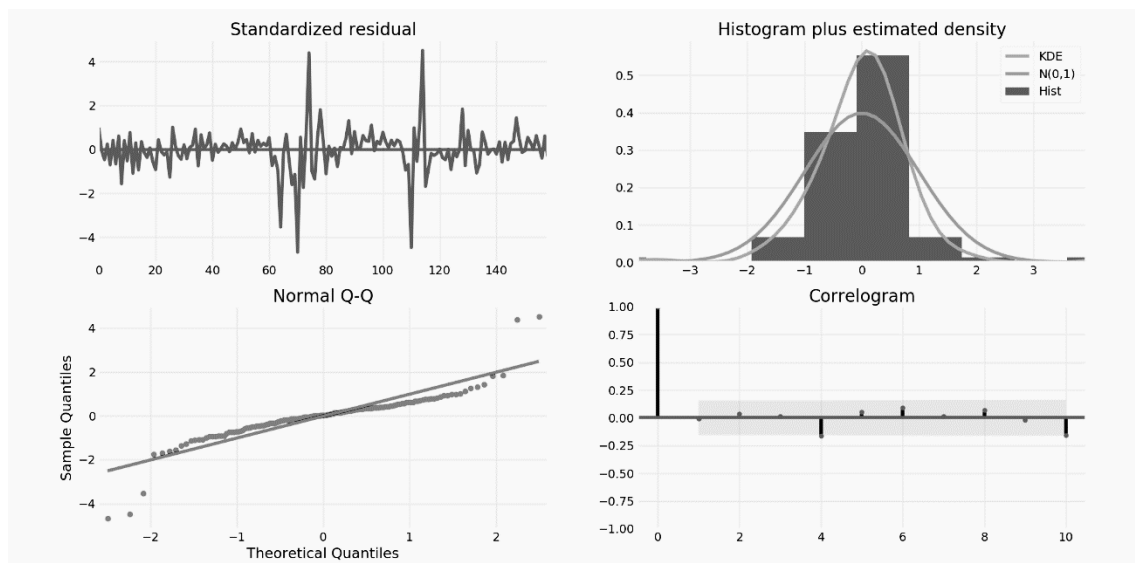 Standardized residual
4
2
0
−2
−4
0 20 40 60 80 100 120 140
Histogram plus estimated density
KDE
N(0,1)
Hist
0.5
0.4
0.3
0.2
0.1
0.0
−3 −2 −1 0 1 2 3
Normal Q-Q
Sample Quantiles
4
2
0
−2
−4
−2 −1 0 1 2
Theoretical Quantiles
Correlogram
1.00
0.75
0.50
0.25
0.00
−0.25
−0.50
−0.75
−1.00
0 2 4 6 8 10